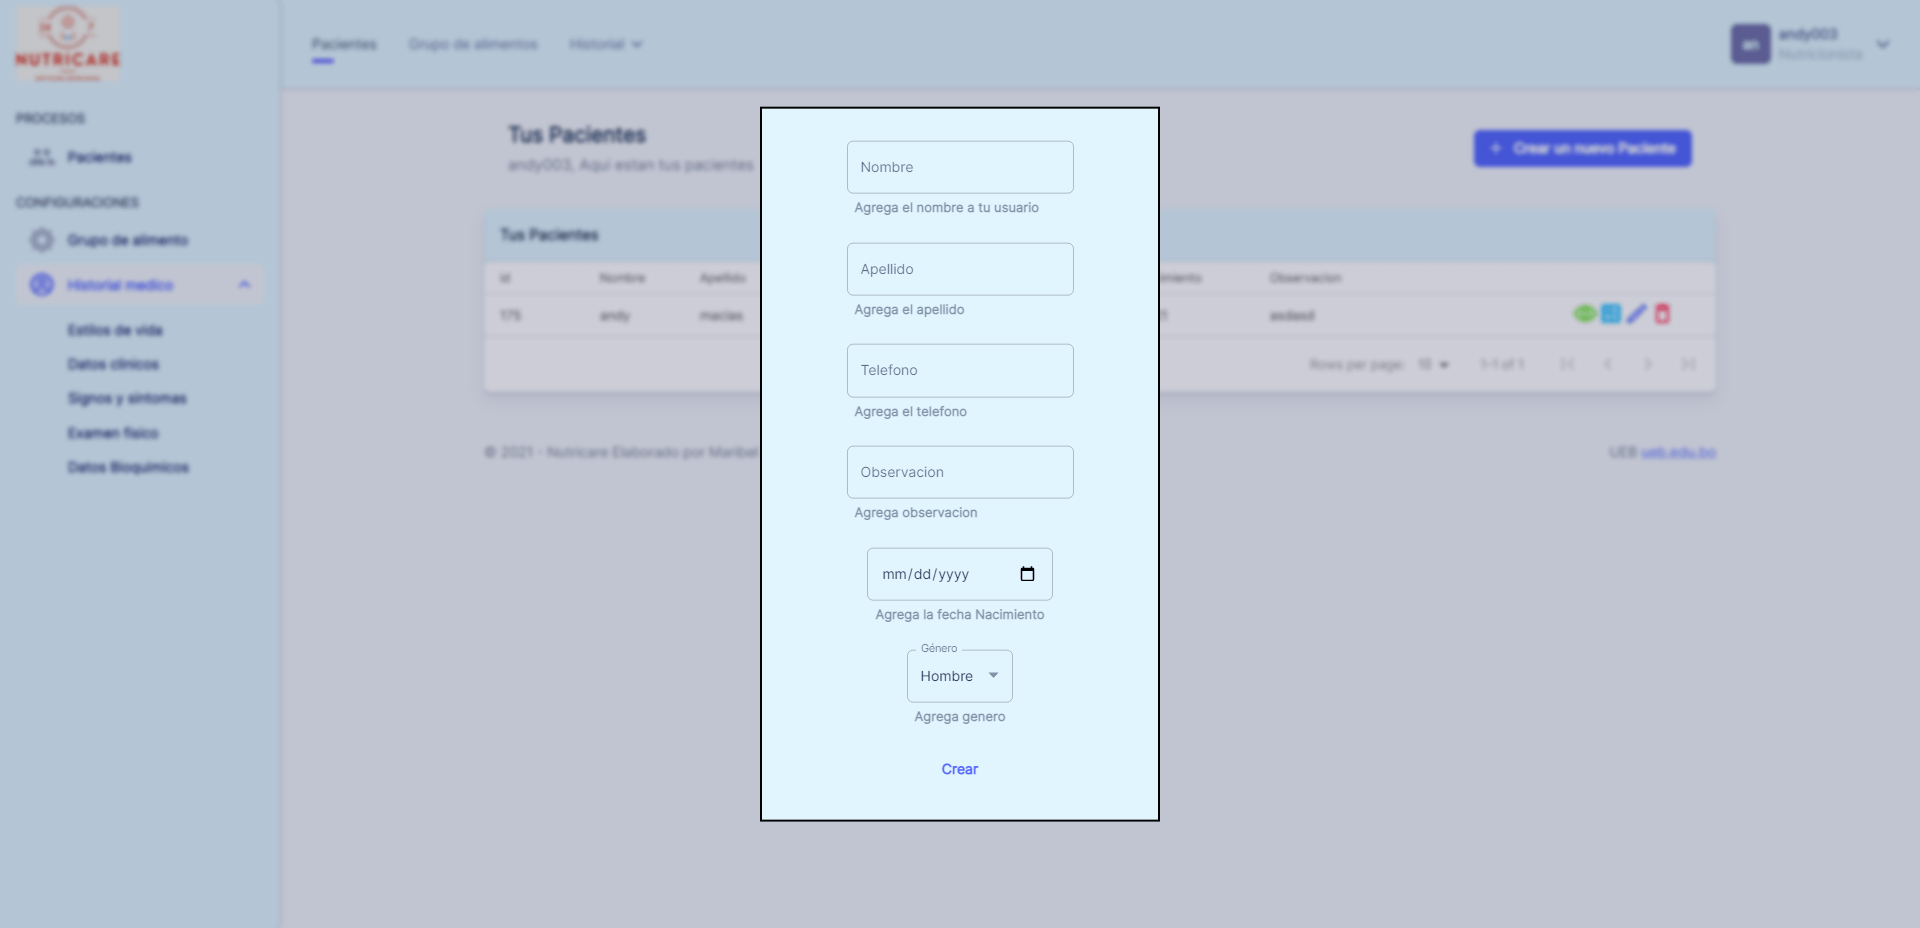 NUTRICARE
Pacientes
Grupo de alimentos
Historial
an
andy003
Nutricionista
PROCESOS
Pacientes
CONFIGURACIONES
Grupo de alimento
Historial medico
Estilos de vida
Datos clínicos
Signos y sintomas
Examen fisico
Datos Bioquimicos
Tus Pacientes
andy003, Aqui estan tus pacientes
+ Crear un nuevo Paciente
Tus Pacientes
Id Nombre Apellido Observacion
175 andy macias asdasd
Rows per page: 10 1-1 of 1
© 2021 - Nutricare Elaborado por Maribel
UEB ueb.edu.bo
Nombre
Agrega el nombre a tu usuario
Apellido
Agrega el apellido
Telefono
Agrega el telefono
Observacion
Agrega observacion
mm/dd/yyyy
Agrega la fecha Nacimiento
Género
Hombre
Agrega genero
Crear